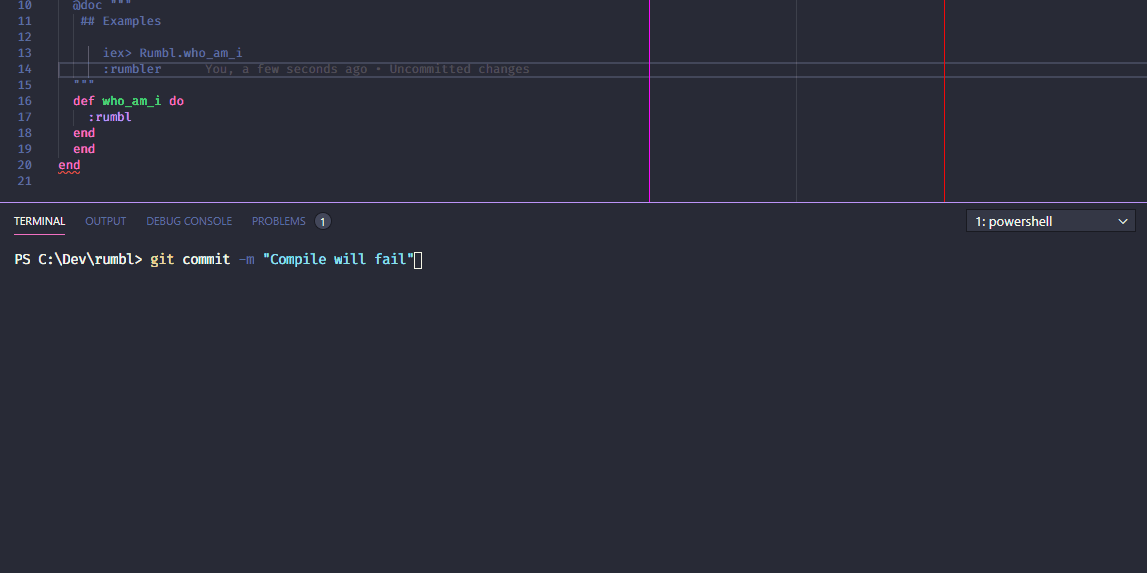 10 @doc """
11 ## Examples
12
13 iex> Rumbl.who_am_i
14 :rumbler You, a few seconds ago • Uncommitted changes
15 """
16 def who_am_i do
17 :rumbl
18 end
19 end
20 end
21
TERMINAL OUTPUT DEBUG CONSOLE PROBLEMS 1 1: powershell
PS C:\Dev\rumbl> git commit -m "Compile will fail"